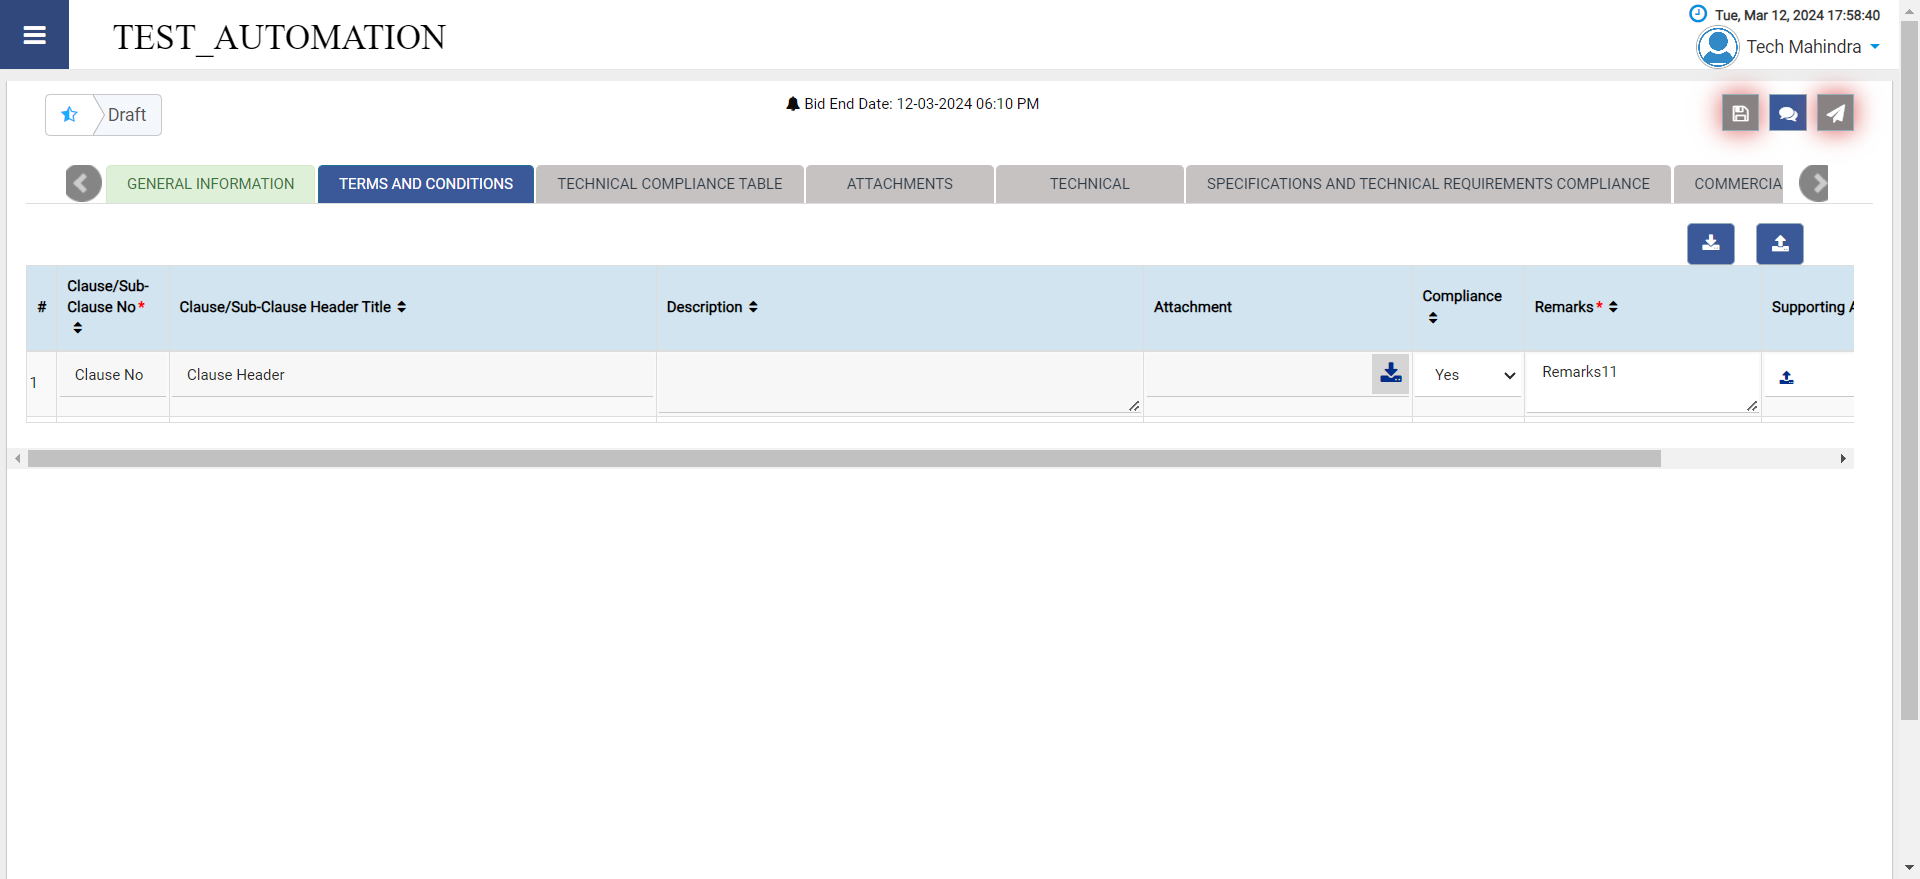 TEST_AUTOMATION
Tue, Mar 12, 2024 17:58:40
Tech Mahindra
Draft
Bid End Date: 12-03-2024 06:10 PM
GENERAL INFORMATION
TERMS AND CONDITIONS
TECHNICAL COMPLIANCE TABLE
ATTACHMENTS
TECHNICAL
SPECIFICATIONS AND TECHNICAL REQUIREMENTS COMPLIANCE
COMMERCIA
#
Clause/Sub-
Clause No*
Clause/Sub-Clause Header Title
Description
Attachment
Compliance
Remarks*
Supporting A
1
Clause No
Clause Header
Yes
Remarks11